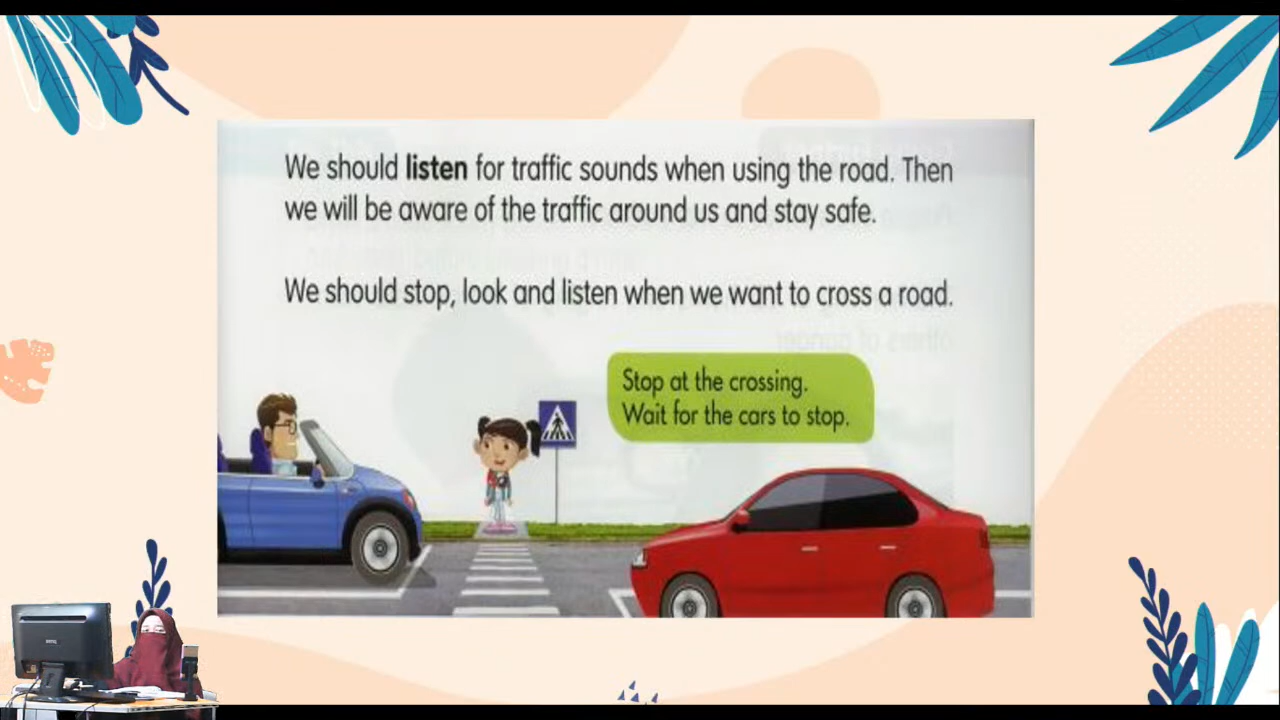 We should listen for traffic sounds when using the road. Then
we will be aware of the traffic around us and stay safe.
We should stop, look and listen when we want to cross a road.
Stop at the crossing.
Wait for the cars to stop.